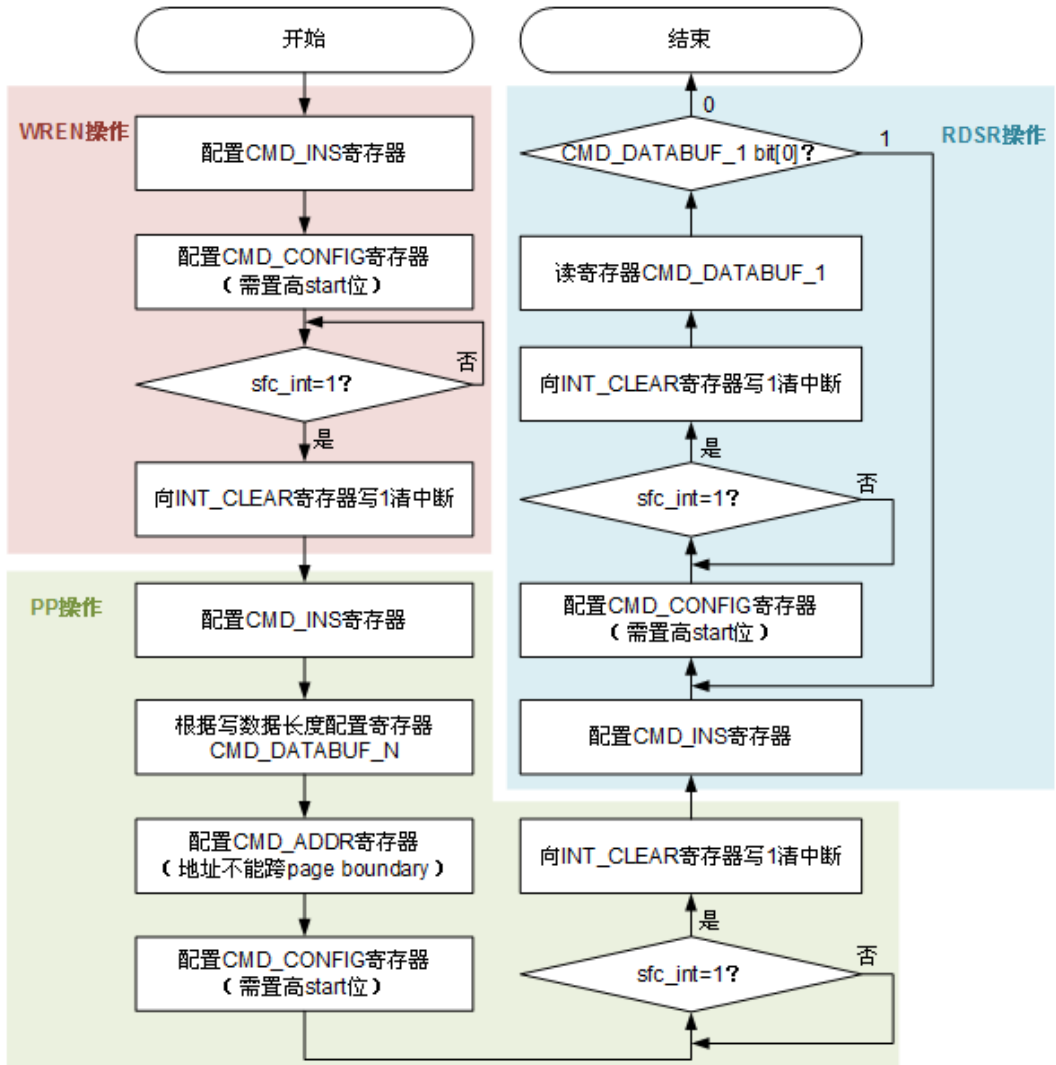 开始
WREN操作
配置CMD_INS寄存器
配置CMD_CONFIG寄存器
（需置高start位）
否
sfc_int=1?
是
向INT_CLEAR寄存器写1清中断
PP操作
配置CMD_INS寄存器
根据写数据长度配置寄存器
CMD_DATABUF_N
配置CMD_ADDR寄存器
（地址不能跨page boundary）
配置CMD_CONFIG寄存器
（需置高start位）
结束
0
1
RDSR操作
CMD_DATABUF_1 bit[0]?
读寄存器CMD_DATABUF_1
向INT_CLEAR寄存器写1清中断
是
否
sfc_int=1?
配置CMD_CONFIG寄存器
（需置高start位）
配置CMD_INS寄存器
向INT_CLEAR寄存器写1清中断
是
否
sfc_int=1?